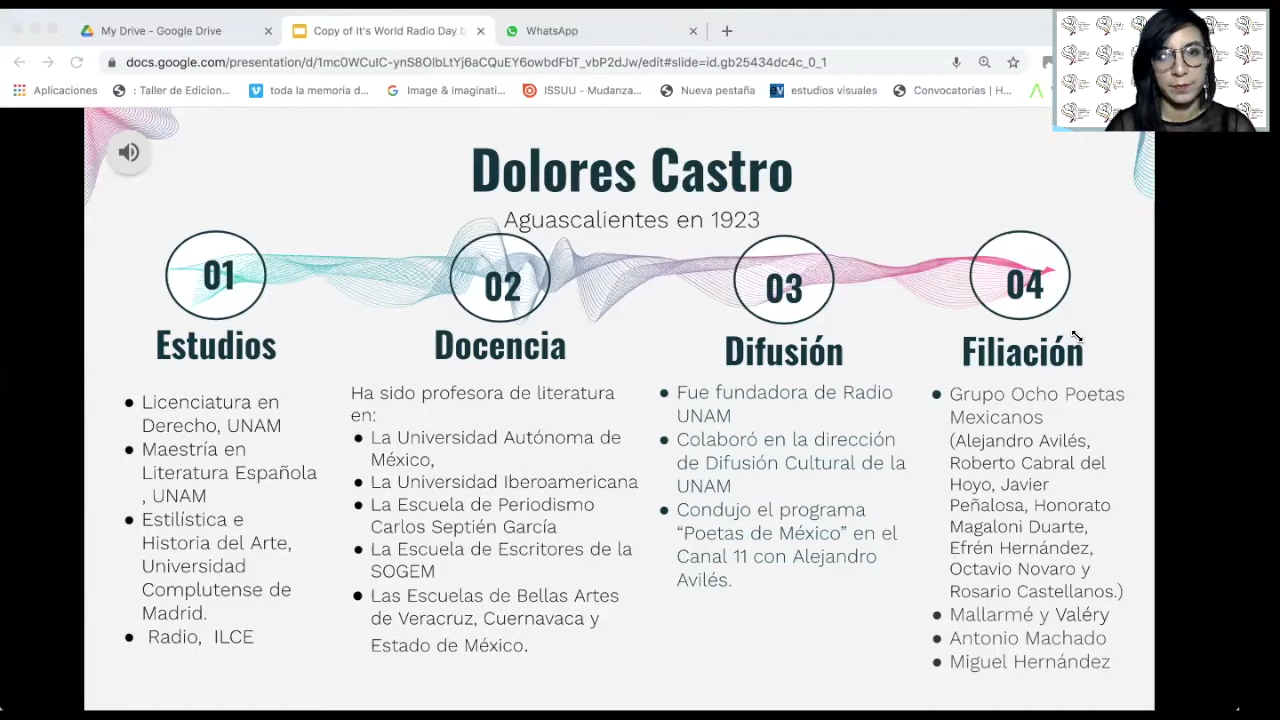 My Drive - Google Drive
Copy of It's World Radio Day b
WhatsApp
docs.google.com/presentation/d/1mc0WCuIC-ynS8OlbLtYj6aCQuEY6owbdFbT_vbP2dJw/edit#slide=id.gb25434dc4c_0_1
Aplicaciones
: Taller de Edicion...
toda la memoria d...
Image & Imaginati...
ISSUU - Mudanza...
Nueva pestaña
estudios visuales
Convocatorias | H...
Dolores Castro
Aguascalientes en 1923
01
Estudios
Licenciatura en
Derecho, UNAM
Maestría en
Literatura Española
, UNAM
Estilística e
Historia del Arte,
Universidad
Complutense de
Madrid.
Radio, ILCE
02
Docencia
Ha sido profesora de literatura
en:
La Universidad Autónoma de
México,
La Universidad Iberoamericana
La Escuela de Periodismo
Carlos Septién García
La Escuela de Escritores de la
SOGEM
Las Escuelas de Bellas Artes
de Veracruz, Cuernavaca y
Estado de México.
03
Difusión
Fue fundadora de Radio
UNAM
Colaboró en la dirección
de Difusión Cultural de la
UNAM
Condujo el programa
“Poetas de México” en el
Canal 11 con Alejandro
Avilés.
04
Filiación
Grupo Ocho Poetas
Mexicanos
(Alejandro Avilés,
Roberto Cabral del
Hoyo, Javier
Peñalosa, Honorato
Magaloni Duarte,
Efrén Hernández,
Octavio Novaro y
Rosario Castellanos.)
Mallarmé y Valéry
Antonio Machado
Miguel Hernández